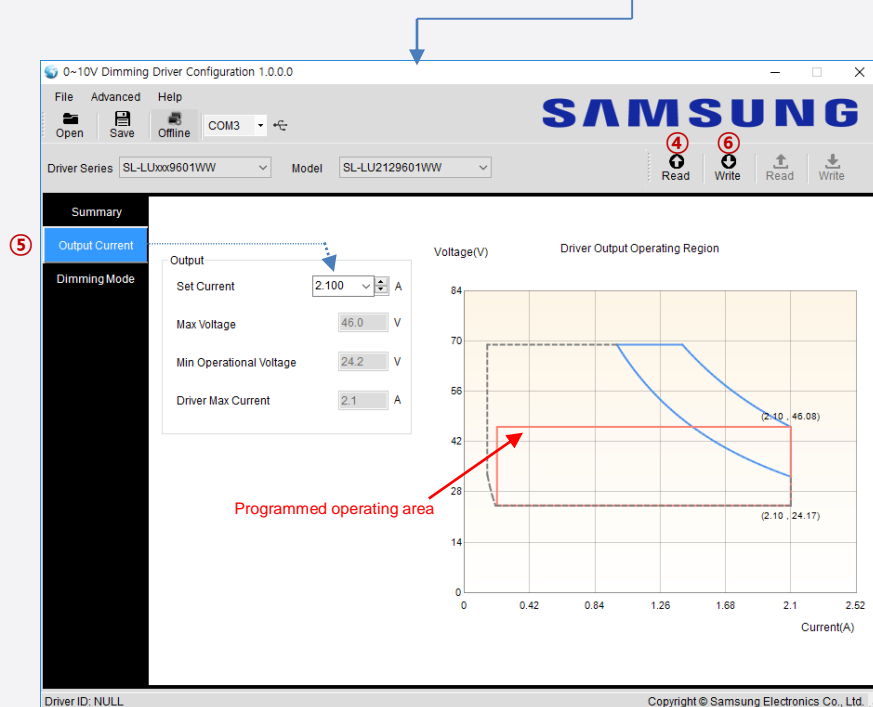 0~10V Dimming Driver Configuration 1.0.0.0
File Advanced Help
Open Save Offline COM3
SAMSUNG
④ ⑥
Driver Series SL-LUxxx9601WW Model SL-LU2129601WW
Read Write Read Write
Summary
⑤ Output Current
Dimming Mode
Output
Set Current 2.100 A
Max Voltage 46.0 V
Min Operational Voltage 24.2 V
Driver Max Current 2.1 A
Voltage(V) Driver Output Operating Region
84
70
56
(2.10 , 46.08)
42
28
Programmed operating area
(2.10 , 24.17)
14
0
0 0.42 0.84 1.26 1.68 2.1 2.52
Current(A)
Driver ID: NULL Copyright © Samsung Electronics Co., Ltd.